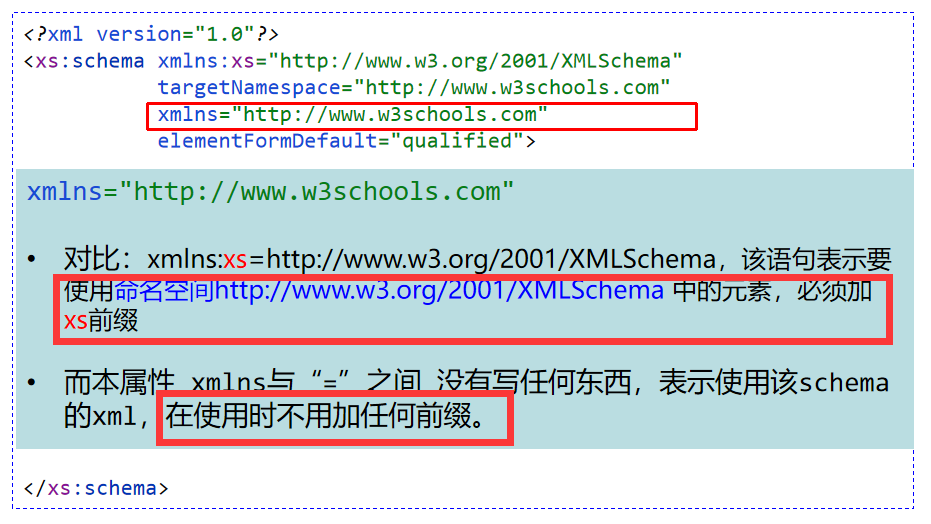 <?xml version="1.0"?>
<xs:schema xmlns:xs="http://www.w3.org/2001/XMLSchema"
targetNamespace="http://www.w3schools.com"
xmlns="http://www.w3schools.com"
elementFormDefault="qualified">
xmlns="http://www.w3schools.com"
• 对比：xmlns:xs=http://www.w3.org/2001/XMLSchema，该语句表示要
使用命名空间http://www.w3.org/2001/XMLSchema 中的元素，必须加
xs前缀
• 而本属性 xmlns与“=”之间 没有写任何东西，表示使用该schema
的xml，在使用时不用加任何前缀。
</xs:schema>